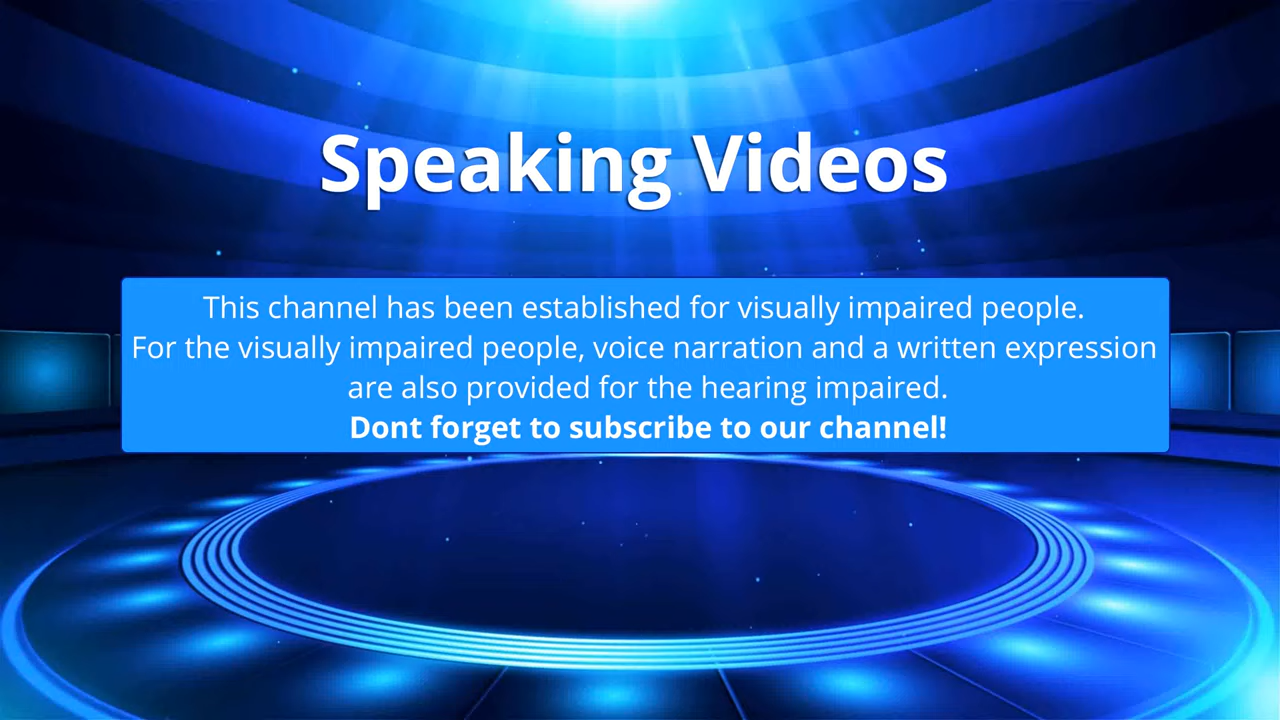 Speaking Videos
This channel has been established for visually impaired people.
For the visually impaired people, voice narration and a written expression
are also provided for the hearing impaired.
Dont forget to subscribe to our channel!